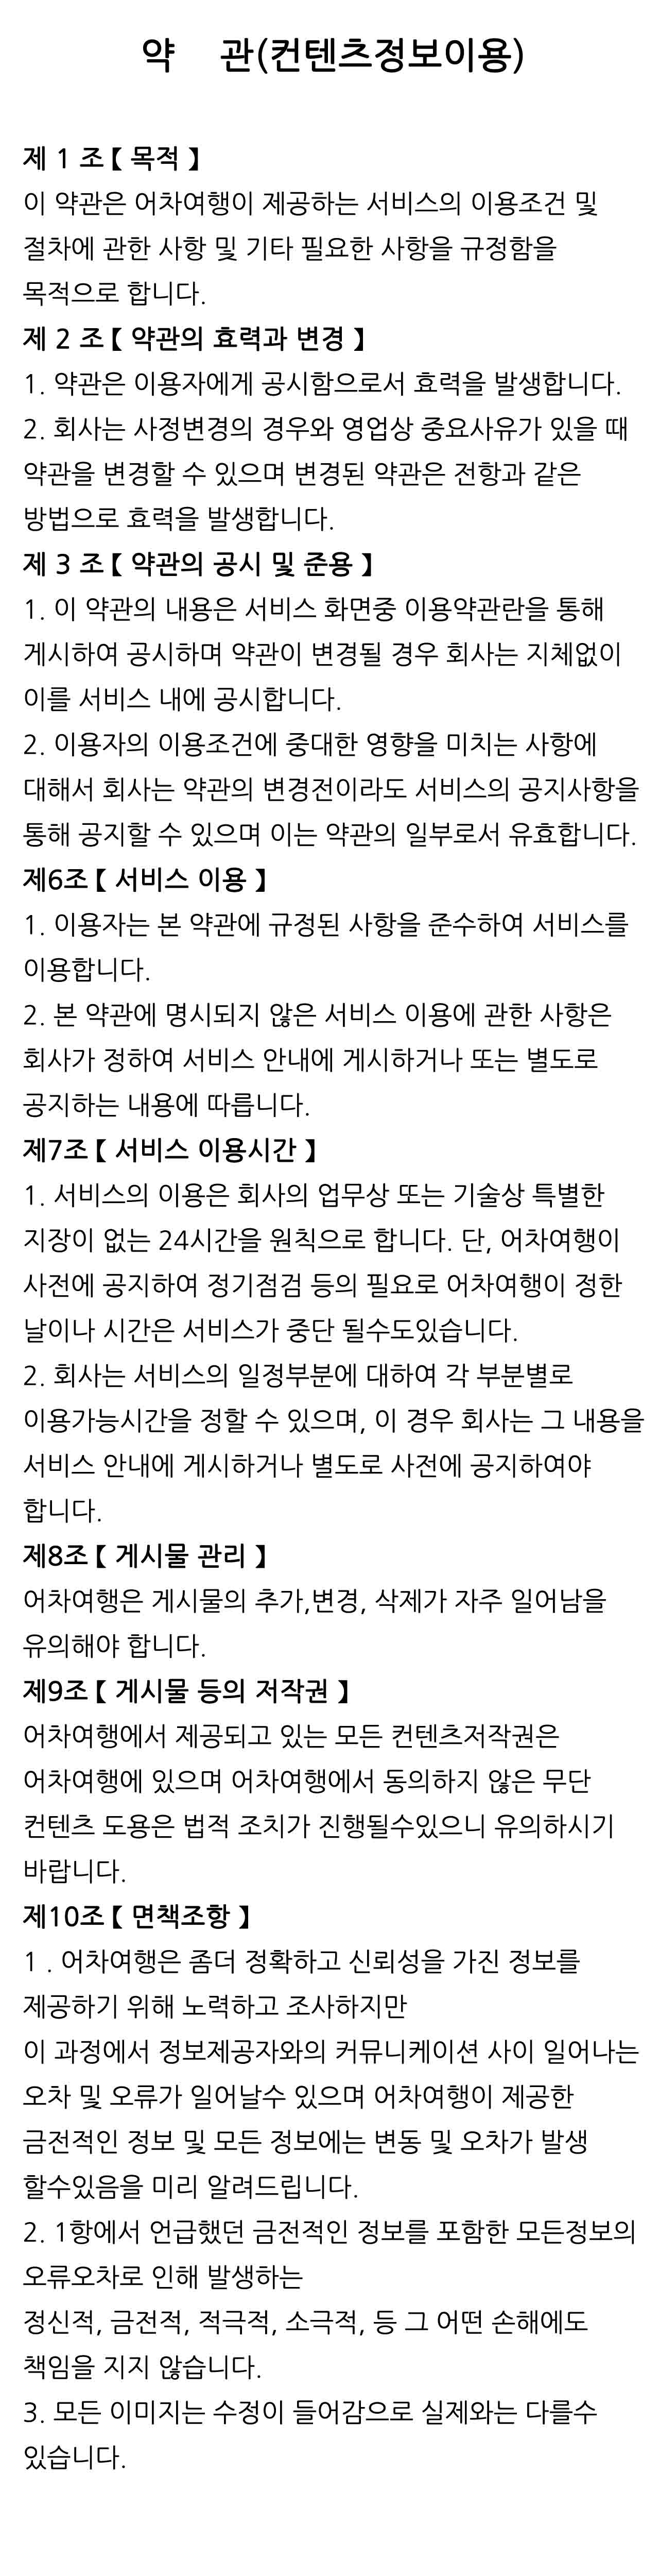 약    관(컨텐츠정보이용)
제 1 조【 목적 】
이 약관은 어차여행이 제공하는 서비스의 이용조건 및
절차에 관한 사항 및 기타 필요한 사항을 규정함을
목적으로 합니다.
제 2 조【 약관의 효력과 변경 】
1. 약관은 이용자에게 공시함으로서 효력을 발생합니다.
2. 회사는 사정변경의 경우와 영업상 중요사유가 있을 때
약관을 변경할 수 있으며 변경된 약관은 전항과 같은
방법으로 효력을 발생합니다.
제 3 조【 약관의 공시 및 준용 】
1. 이 약관의 내용은 서비스 화면중 이용약관란을 통해
게시하여 공시하며 약관이 변경될 경우 회사는 지체없이
이를 서비스 내에 공시합니다.
2. 이용자의 이용조건에 중대한 영향을 미치는 사항에
대해서 회사는 약관의 변경전이라도 서비스의 공지사항을
통해 공지할 수 있으며 이는 약관의 일부로서 유효합니다.
제6조【 서비스 이용 】
1. 이용자는 본 약관에 규정된 사항을 준수하여 서비스를
이용합니다.
2. 본 약관에 명시되지 않은 서비스 이용에 관한 사항은
회사가 정하여 서비스 안내에 게시하거나 또는 별도로
공지하는 내용에 따릅니다.
제7조【 서비스 이용시간 】
1. 서비스의 이용은 회사의 업무상 또는 기술상 특별한
지장이 없는 24시간을 원칙으로 합니다. 단, 어차여행이
사전에 공지하여 정기점검 등의 필요로 어차여행이 정한
날이나 시간은 서비스가 중단 될수도있습니다.
2. 회사는 서비스의 일정부분에 대하여 각 부분별로
이용가능시간을 정할 수 있으며, 이 경우 회사는 그 내용을
서비스 안내에 게시하거나 별도로 사전에 공지하여야
합니다.
제8조【 게시물 관리 】
어차여행은 게시물의 추가,변경, 삭제가 자주 일어남을
유의해야 합니다.
제9조【 게시물 등의 저작권 】
어차여행에서 제공되고 있는 모든 컨텐츠저작권은
어차여행에 있으며 어차여행에서 동의하지 않은 무단
컨텐츠 도용은 법적 조치가 진행될수있으니 유의하시기
바랍니다.
제10조【 면책조항 】
1 . 어차여행은 좀더 정확하고 신뢰성을 가진 정보를
제공하기 위해 노력하고 조사하지만
이 과정에서 정보제공자와의 커뮤니케이션 사이 일어나는
오차 및 오류가 일어날수 있으며 어차여행이 제공한
금전적인 정보 및 모든 정보에는 변동 및 오차가 발생
할수있음을 미리 알려드립니다.
2. 1항에서 언급했던 금전적인 정보를 포함한 모든정보의
오류오차로 인해 발생하는
정신적, 금전적, 적극적, 소극적, 등 그 어떤 손해에도
책임을 지지 않습니다.
3. 모든 이미지는 수정이 들어감으로 실제와는 다를수
있습니다.